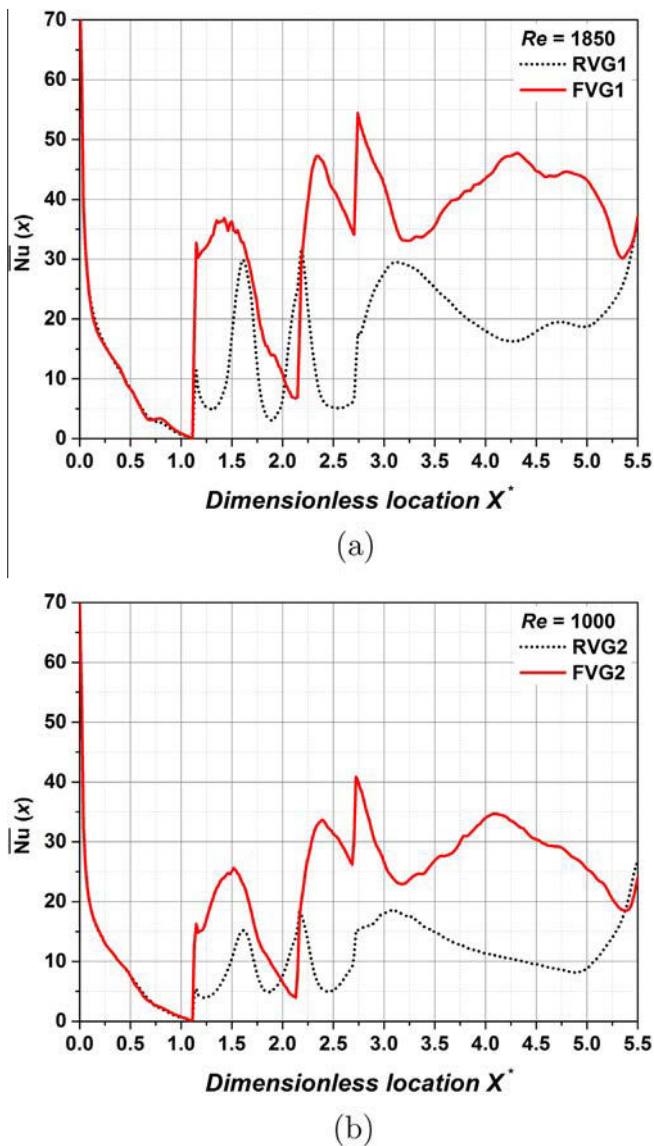 70
60
50
40
30
20
10
0
Nu (x)
Re = 1850
RVG1
FVG1
0.0 0.5 1.0 1.5 2.0 2.5 3.0 3.5 4.0 4.5 5.0 5.5
Dimensionless location X*
(a)
70
60
50
40
30
20
10
0
Nu (x)
Re = 1000
RVG2
FVG2
0.0 0.5 1.0 1.5 2.0 2.5 3.0 3.5 4.0 4.5 5.0 5.5
Dimensionless location X*
(b)